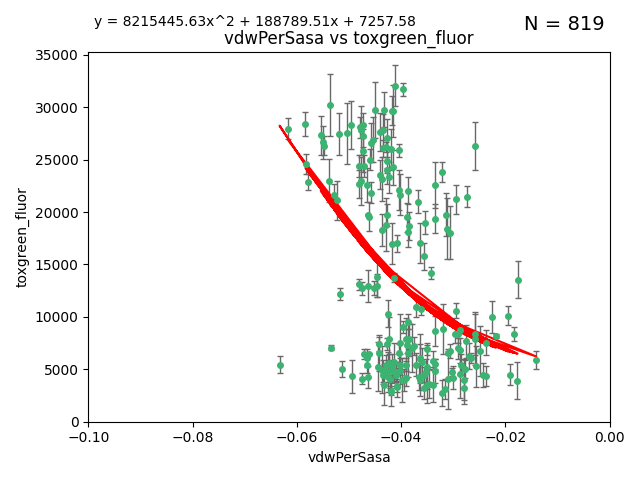 y = 8215445.63x^2 + 188789.51x + 7257.58
N = 819
vdwPerSasa vs toxgreen_fluor
35000
30000
25000
20000
15000
10000
5000
0
toxgreen_fluor
−0.10
−0.08
−0.06
−0.04
−0.02
0.00
vdwPerSasa